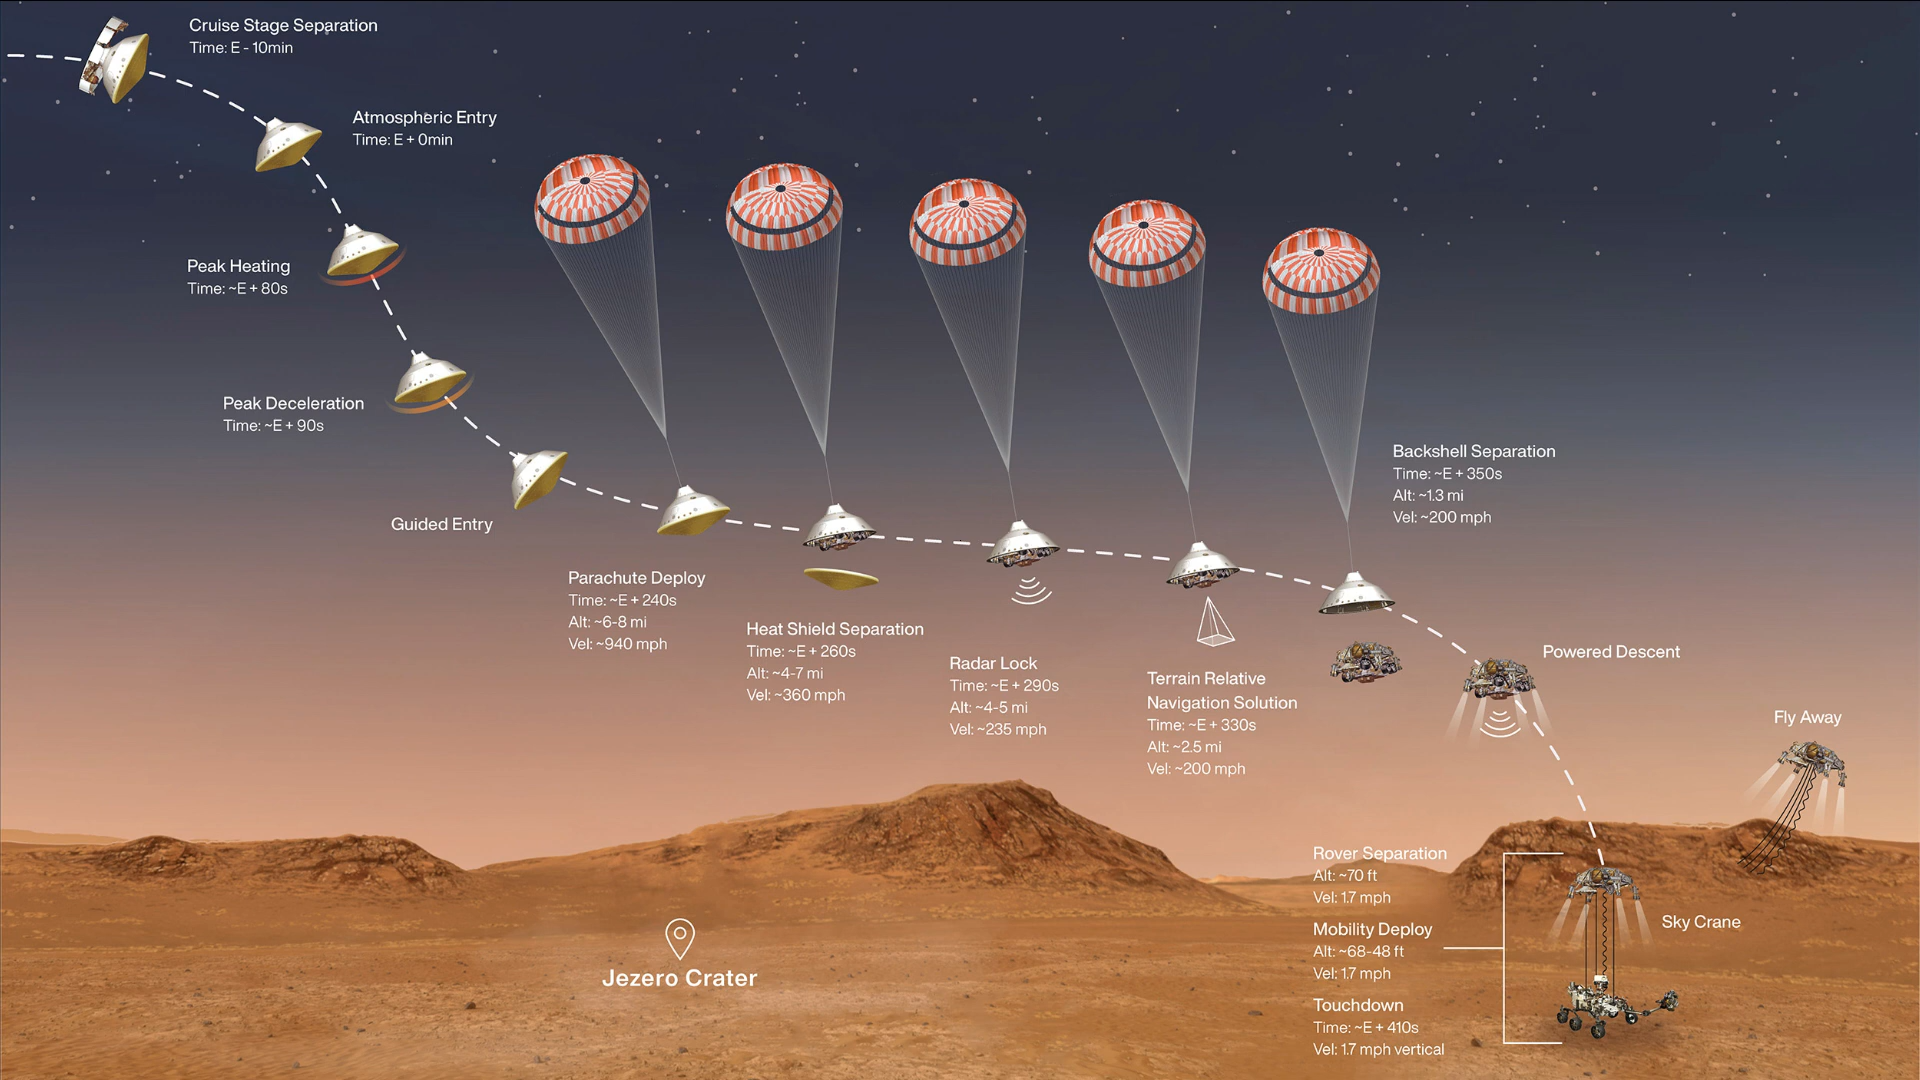 Cruise Stage Separation
Time: E - 10min
Atmospheric Entry
Time: E + 0min
Peak Heating
Time: ~E + 80s
Peak Deceleration
Time: ~E + 90s
Guided Entry
Parachute Deploy
Time: ~E + 240s
Alt: ~6-8 mi
Vel: ~940 mph
Heat Shield Separation
Time: ~E + 260s
Alt: ~4-7 mi
Vel: ~360 mph
Radar Lock
Time: ~E + 290s
Alt: ~4-5 mi
Vel: ~235 mph
Terrain Relative
Navigation Solution
Time: ~E + 330s
Alt: ~2.5 mi
Vel: ~200 mph
Backshell Separation
Time: ~E + 350s
Alt: ~1.3 mi
Vel: ~200 mph
Powered Descent
Fly Away
Rover Separation
Alt: ~70 ft
Vel: 1.7 mph
Mobility Deploy
Alt: ~68-48 ft
Vel: 1.7 mph
Touchdown
Time: ~E + 410s
Vel: 1.7 mph vertical
Sky Crane
Jezero Crater